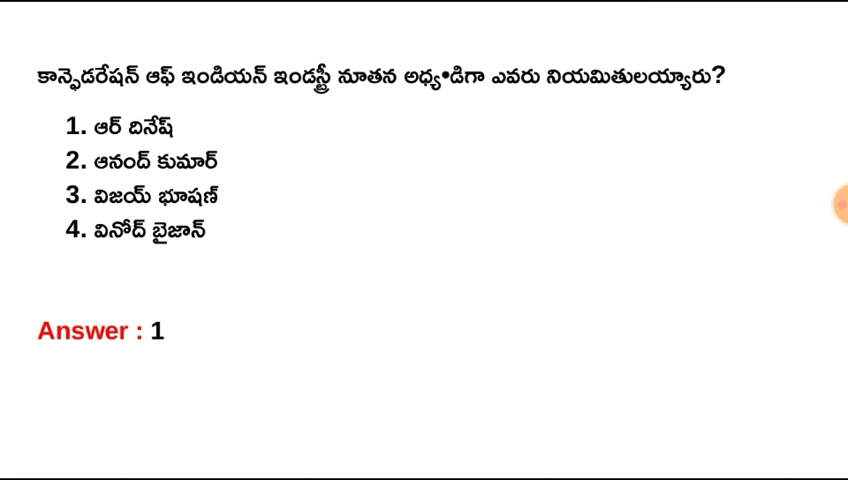 కాన్ఫెడరేషన్ ఆఫ్ ఇండియన్ ఇండస్ట్రీ నూతన అధ్య•డిగా ఎవరు నియమితులయ్యారు?
1. ఆర్ దినేష్
2. ఆనంద్ కుమార్
3. విజయ్ భూషణ్
4. వినోద్ బైజాన్
Answer : 1